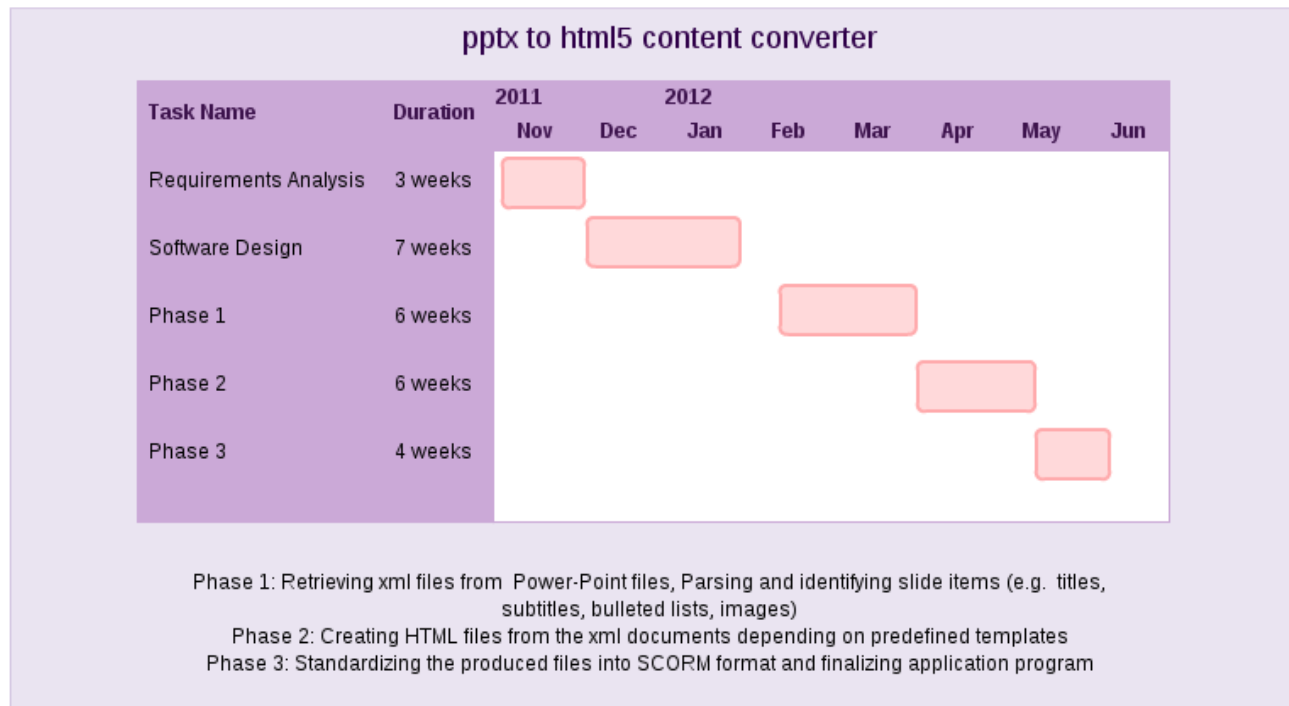 pptx to html5 content converter
Task Name Duration 2011 2012
Nov Dec Jan Feb Mar Apr May Jun
Requirements Analysis 3 weeks
Software Design 7 weeks
Phase 1 6 weeks
Phase 2 6 weeks
Phase 3 4 weeks
Phase 1: Retrieving xml files from Power-Point files, Parsing and identifying slide items (e.g. titles,
subtitles, bulleted lists, images)
Phase 2: Creating HTML files from the xml documents depending on predefined templates
Phase 3: Standardizing the produced files into SCORM format and finalizing application program